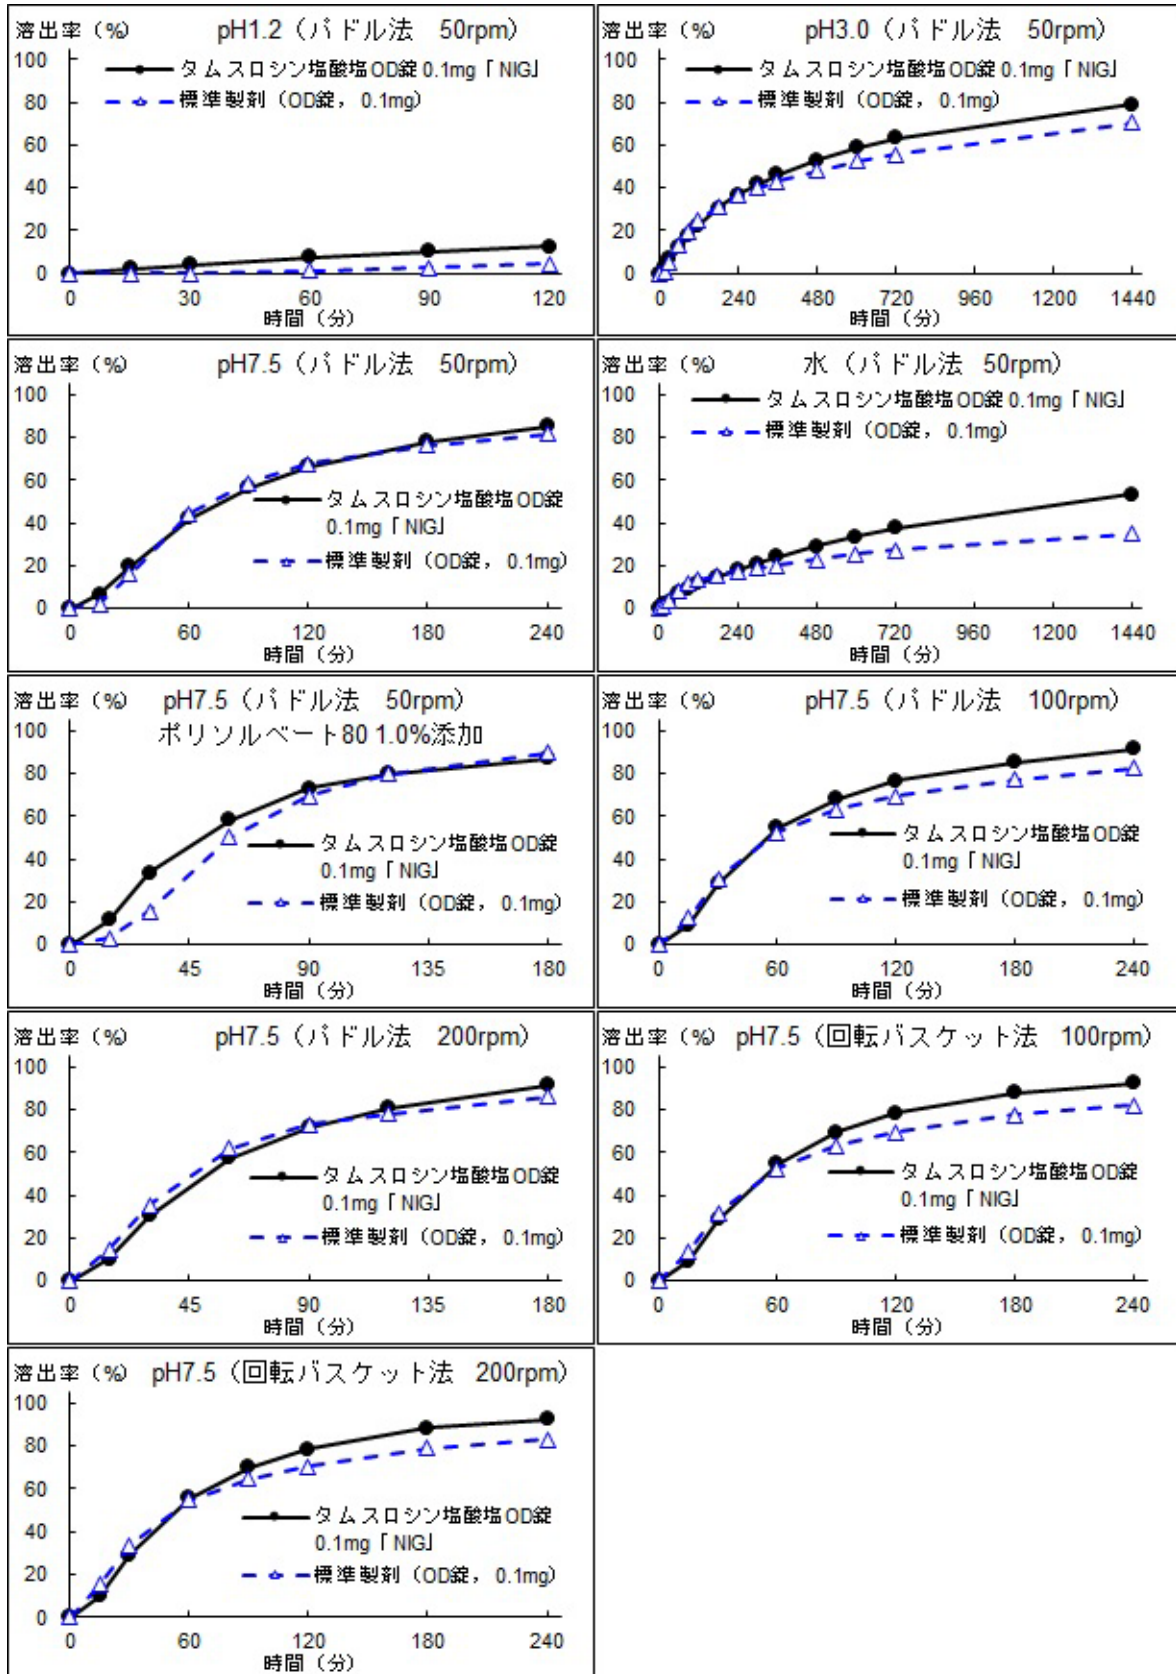 溶出率（%） pH1.2（パドル法　50rpm）
100
タムスロシン塩酸塩OD錠 0.1mg「NIG」
標準製剤（OD錠， 0.1mg）
80
60
40
20
0
0 30 60 90 120
時間（分）
溶出率（%） pH3.0（パドル法　50rpm）
100
タムスロシン塩酸塩OD錠 0.1mg「NIG」
標準製剤（OD錠， 0.1mg）
80
60
40
20
0
0 240 480 720 960 1200 1440
時間（分）
溶出率（%） pH7.5（パドル法　50rpm）
100
80
60
タムスロシン塩酸塩OD錠
0.1mg「NIG」
40
標準製剤（OD錠， 0.1mg）
20
0
0 60 120 180 240
時間（分）
溶出率（%） 水（パドル法　50rpm）
100
タムスロシン塩酸塩OD錠 0.1mg「NIG」
標準製剤（OD錠， 0.1mg）
80
60
40
20
0
0 240 480 720 960 1200 1440
時間（分）
溶出率（%） pH7.5（パドル法　50rpm）
ポリソルベート80 1.0%添加
100
80
60
タムスロシン塩酸塩OD錠
0.1mg「NIG」
40
標準製剤（OD錠， 0.1mg）
20
0
0 45 90 135 180
時間（分）
溶出率（%） pH7.5（パドル法　100rpm）
100
80
60
タムスロシン塩酸塩OD錠
0.1mg「NIG」
40
標準製剤（OD錠， 0.1mg）
20
0
0 60 120 180 240
時間（分）
溶出率（%） pH7.5（パドル法　200rpm）
100
80
60
タムスロシン塩酸塩OD錠
0.1mg「NIG」
40
標準製剤（OD錠， 0.1mg）
20
0
0 45 90 135 180
時間（分）
溶出率（%） pH7.5（回転バスケット法　100rpm）
100
80
60
タムスロシン塩酸塩OD錠
0.1mg「NIG」
40
標準製剤（OD錠， 0.1mg）
20
0
0 60 120 180 240
時間（分）
溶出率（%） pH7.5（回転バスケット法　200rpm）
100
80
60
タムスロシン塩酸塩OD錠
0.1mg「NIG」
40
標準製剤（OD錠， 0.1mg）
20
0
0 60 120 180 240
時間（分）